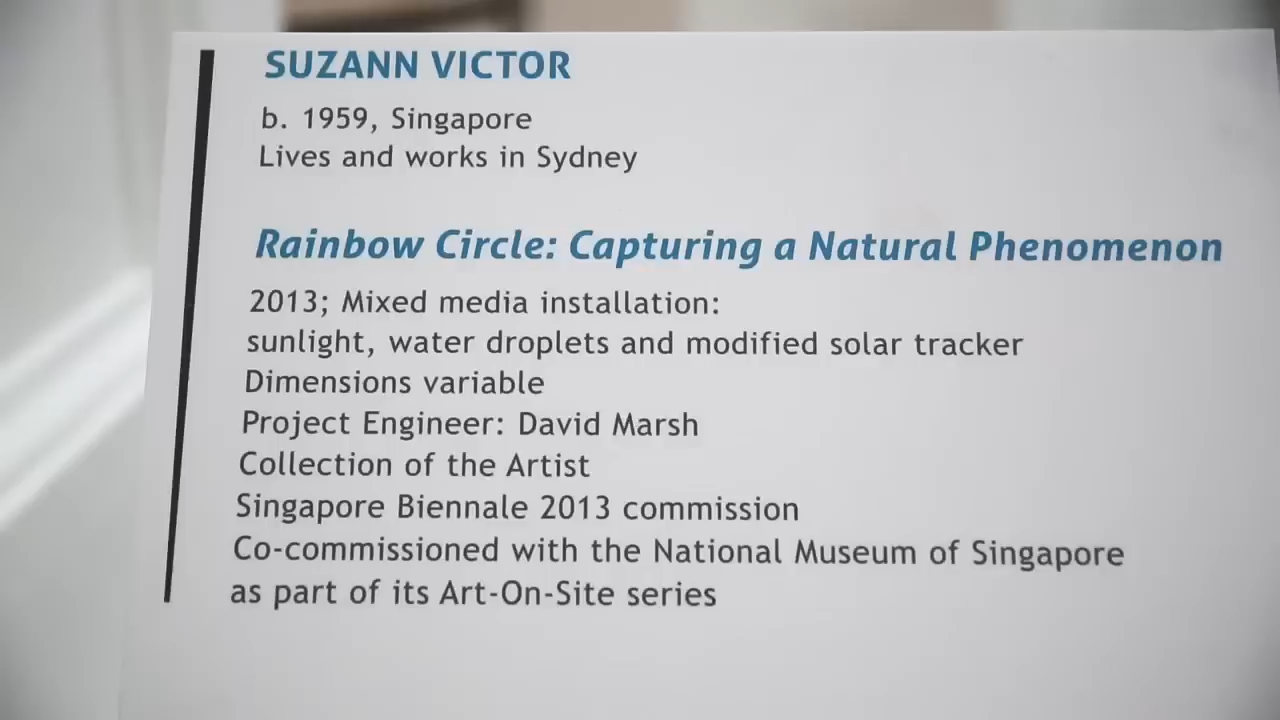 SUZANN VICTOR
b. 1959, Singapore
Lives and works in Sydney
Rainbow Circle: Capturing a Natural Phenomenon
2013; Mixed media installation:
sunlight, water droplets and modified solar tracker
Dimensions variable
Project Engineer: David Marsh
Collection of the Artist
Singapore Biennale 2013 commission
Co-commissioned with the National Museum of Singapore
as part of its Art-On-Site series